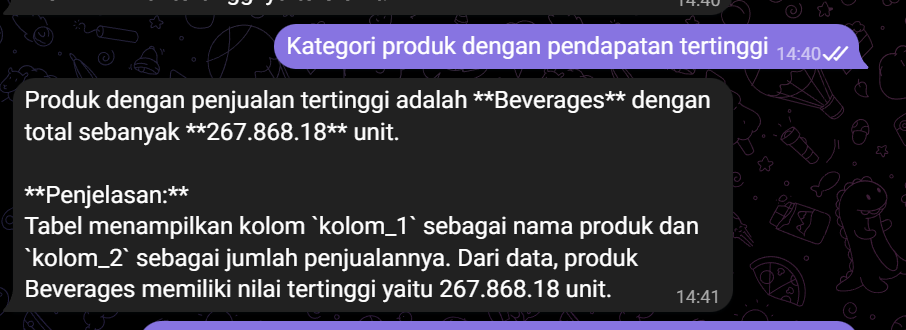 14:40
Kategori produk dengan pendapatan tertinggi 14:40
Produk dengan penjualan tertinggi adalah **Beverages** dengan
total sebanyak **267.868.18** unit.
**Penjelasan:**
Tabel menampilkan kolom `kolom_1` sebagai nama produk dan
`kolom_2` sebagai jumlah penjualannya. Dari data, produk
Beverages memiliki nilai tertinggi yaitu 267.868.18 unit.
14:41